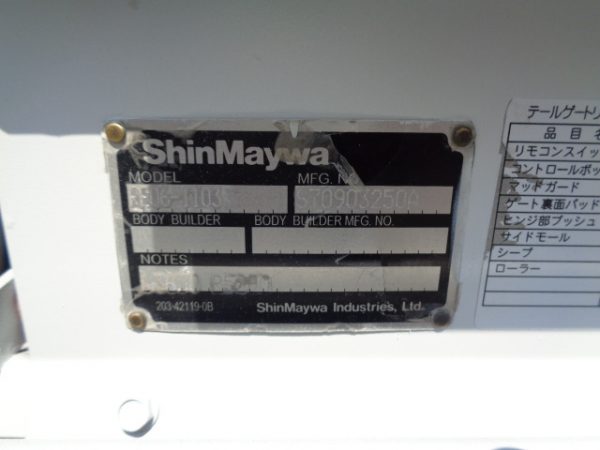 ShinMaywa
MODEL
MFG. NO.
ST0903250A
BODY BUILDER
BODY BUILDER MFG. NO.
NOTES
203-42119-0B
ShinMaywa Industries, Ltd.
テールゲートリ
品目名
リモコンスイッ
コントロールボッ
マッドガード
ゲート裏面パッド
ヒンジ部ブッシュ
サイドモール
シーブ
ローラー